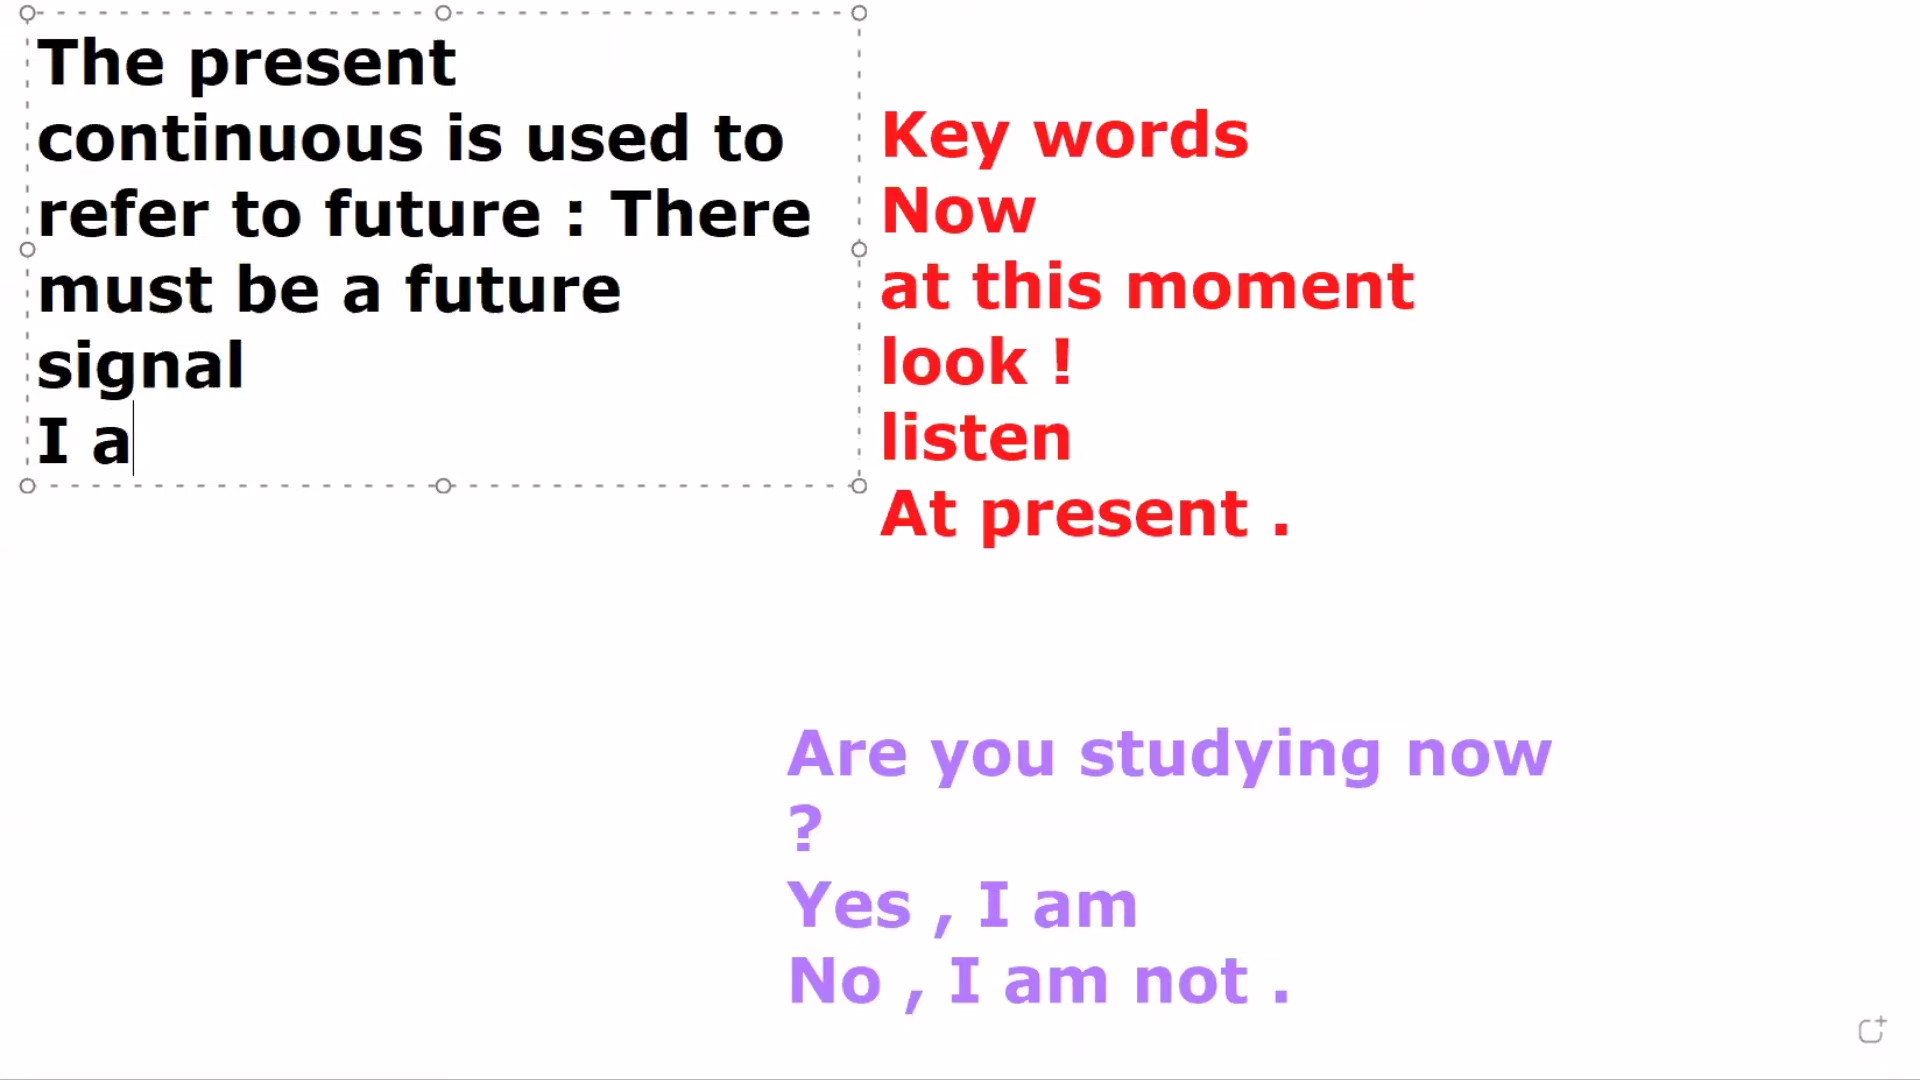 The present
continuous is used to
refer to future : There
must be a future
signal
I a
Key words
Now
at this moment
look !
listen
At present .
Are you studying now
?
Yes , I am
No , I am not .